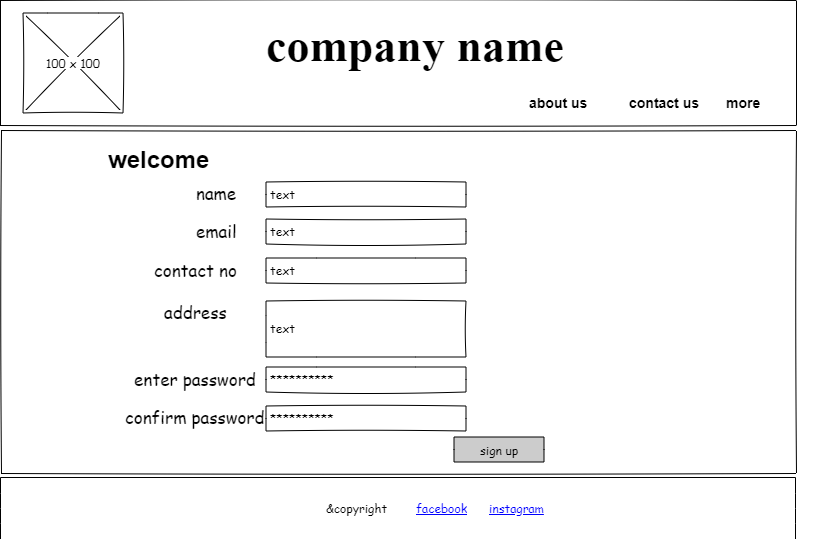 company name
100 x 100
about us contact us more
welcome
name text
email text
contact no text
address text
enter password **********
confirm password **********
sign up
&copyright facebook instagram